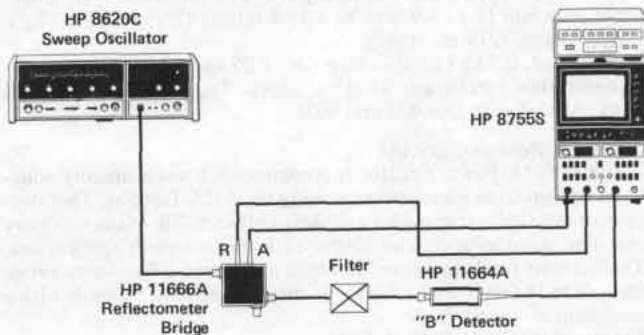 HP 8620C
Sweep Oscillator
HP 8755S
R A
HP 11666A
Reflectometer
Bridge
Filter
HP 11664A
"B" Detector